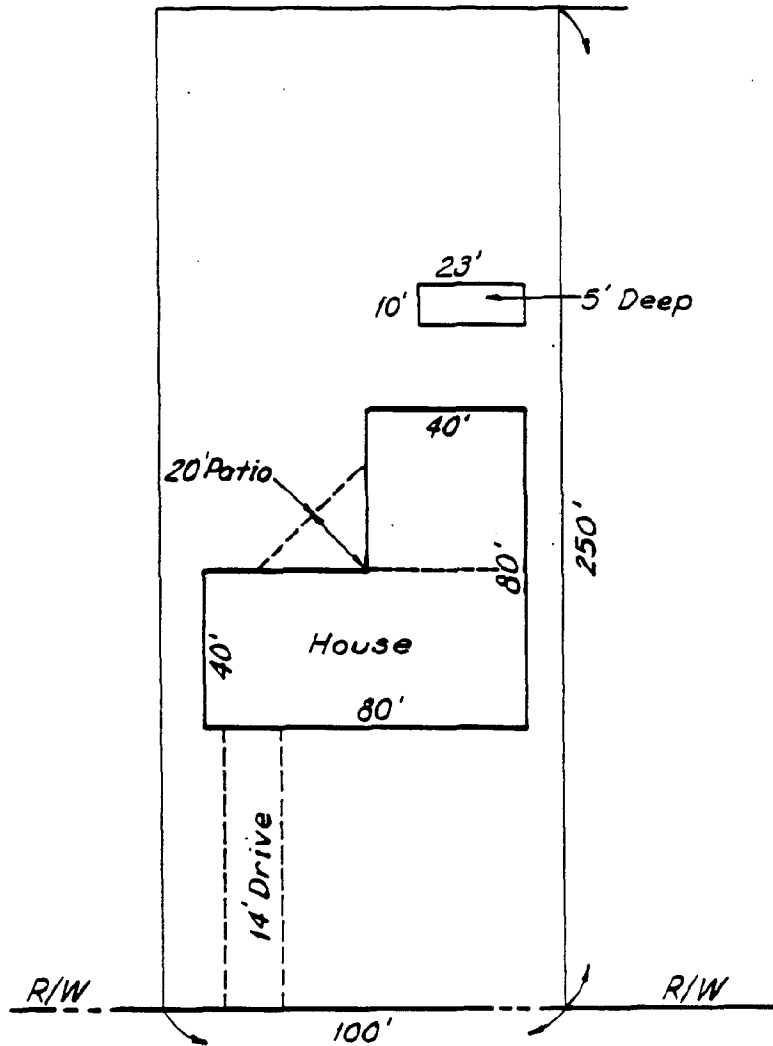 23'
10'
5' Deep
40'
20' Patio
250'
80'
40'
House
80'
14' Drive
R/W
R/W
100'